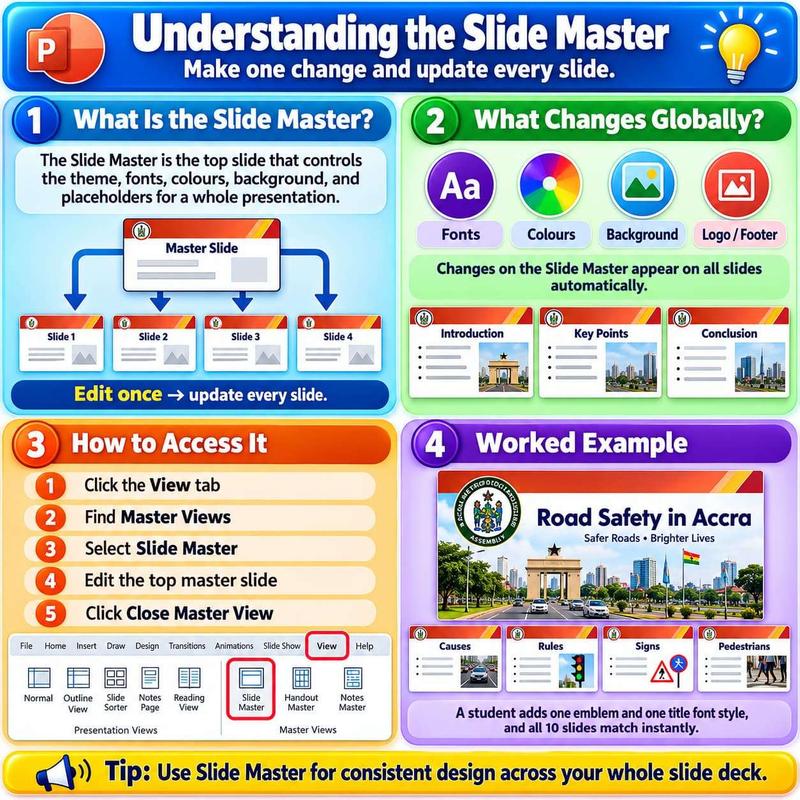 P
Understanding the Slide Master
Make one change and update every slide.
1 What Is the Slide Master?
The Slide Master is the top slide that controls
the theme, fonts, colours, background, and
placeholders for a whole presentation.
Master Slide
Slide 1
Slide 2
Slide 3
Slide 4
Edit once → update every slide.
2 What Changes Globally?
Aa
Fonts
Colours
Background
Logo / Footer
Changes on the Slide Master appear on all slides
automatically.
Introduction
Key Points
Conclusion
3 How to Access It
1 Click the View tab
2 Find Master Views
3 Select Slide Master
4 Edit the top master slide
5 Click Close Master View
File Home Insert Draw Design Transitions Animations Slide Show View Help
Normal
Outline
View
Slide
Sorter
Notes
Page
Reading
View
Slide
Master
Handout
Master
Notes
Master
Presentation Views
Master Views
4 Worked Example
ASSEMBLY
Road Safety in Accra
Safer Roads • Brighter Lives
Causes
Rules
Signs
Pedestrians
A student adds one emblem and one title font style,
and all 10 slides match instantly.
Tip: Use Slide Master for consistent design across your whole slide deck.